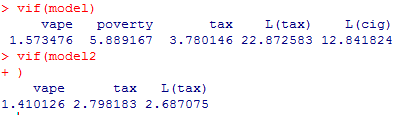 > vif(model)
vape poverty tax L(tax) L(cig)
1.573476 5.889167 3.780146 22.872583 12.841824
> vif(model2
+ )
vape tax L(tax)
1.410126 2.798183 2.687075